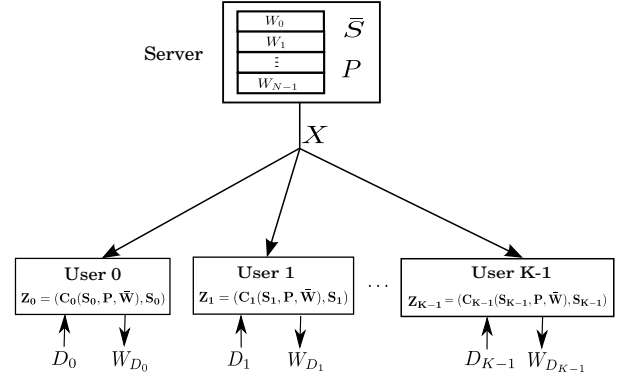 Server
W_0
W_1
⋮
W_{N−1}
S̄
P
X
User 0
Z_0 = (C_0(S_0, P, W̄), S_0)
User 1
Z_1 = (C_1(S_1, P, W̄), S_1)
. . .
User K-1
Z_{K−1} = (C_{K−1}(S_{K−1}, P, W̄), S_{K−1})
D_0 W_{D_0} D_1 W_{D_1} D_{K−1} W_{D_{K−1}}